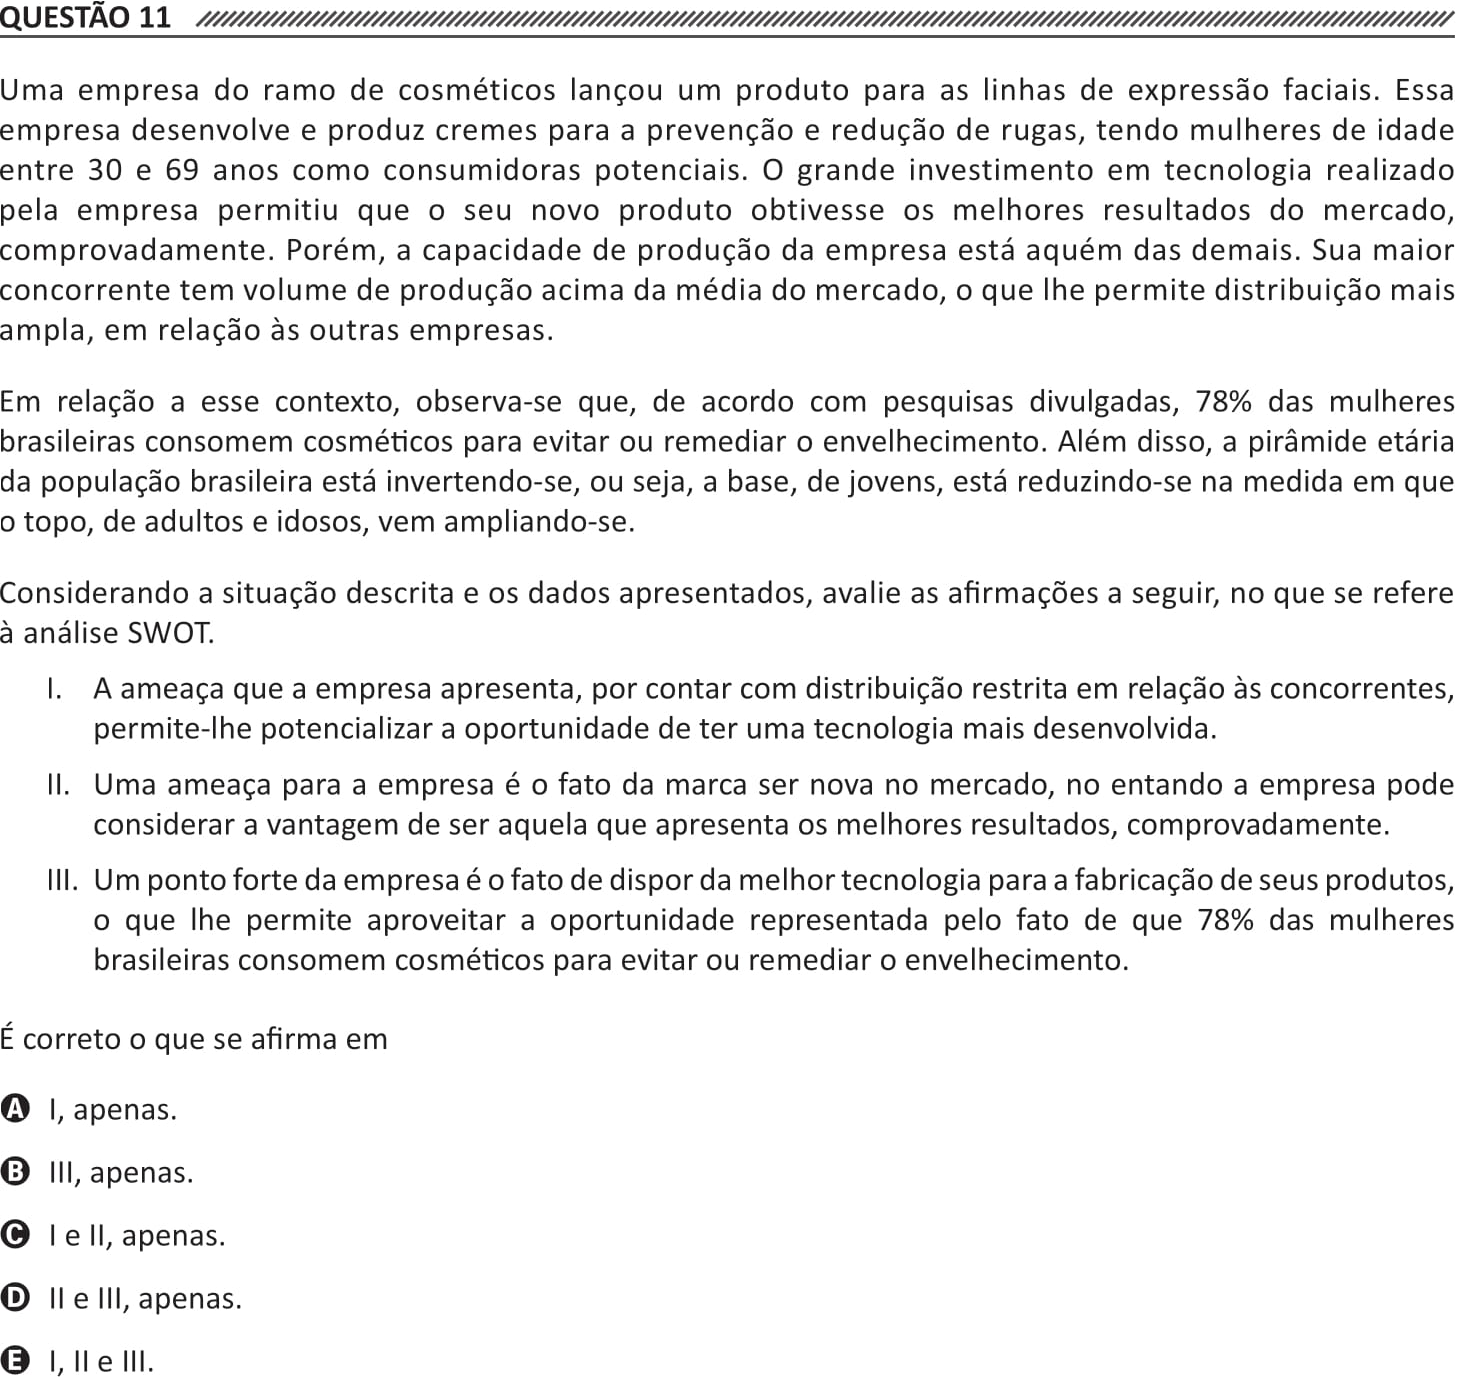 QUESTÃO 11
Uma empresa do ramo de cosméticos lançou um produto para as linhas de expressão faciais. Essa
empresa desenvolve e produz cremes para a prevenção e redução de rugas, tendo mulheres de idade
entre 30 e 69 anos como consumidoras potenciais. O grande investimento em tecnologia realizado
pela empresa permitiu que o seu novo produto obtivesse os melhores resultados do mercado,
comprovadamente. Porém, a capacidade de produção da empresa está aquém das demais. Sua maior
concorrente tem volume de produção acima da média do mercado, o que lhe permite distribuição mais
ampla, em relação às outras empresas.
Em relação a esse contexto, observa-se que, de acordo com pesquisas divulgadas, 78% das mulheres
brasileiras consomem cosméticos para evitar ou remediar o envelhecimento. Além disso, a pirâmide etária
da população brasileira está invertendo-se, ou seja, a base, de jovens, está reduzindo-se na medida em que
o topo, de adultos e idosos, vem ampliando-se.
Considerando a situação descrita e os dados apresentados, avalie as afirmações a seguir, no que se refere
à análise SWOT.
I. A ameaça que a empresa apresenta, por contar com distribuição restrita em relação às concorrentes,
permite-lhe potencializar a oportunidade de ter uma tecnologia mais desenvolvida.
II. Uma ameaça para a empresa é o fato da marca ser nova no mercado, no entando a empresa pode
considerar a vantagem de ser aquela que apresenta os melhores resultados, comprovadamente.
III. Um ponto forte da empresa é o fato de dispor da melhor tecnologia para a fabricação de seus produtos,
o que lhe permite aproveitar a oportunidade representada pelo fato de que 78% das mulheres
brasileiras consomem cosméticos para evitar ou remediar o envelhecimento.
É correto o que se afirma em
A I, apenas.
B III, apenas.
C I e II, apenas.
D II e III, apenas.
E I, II e III.